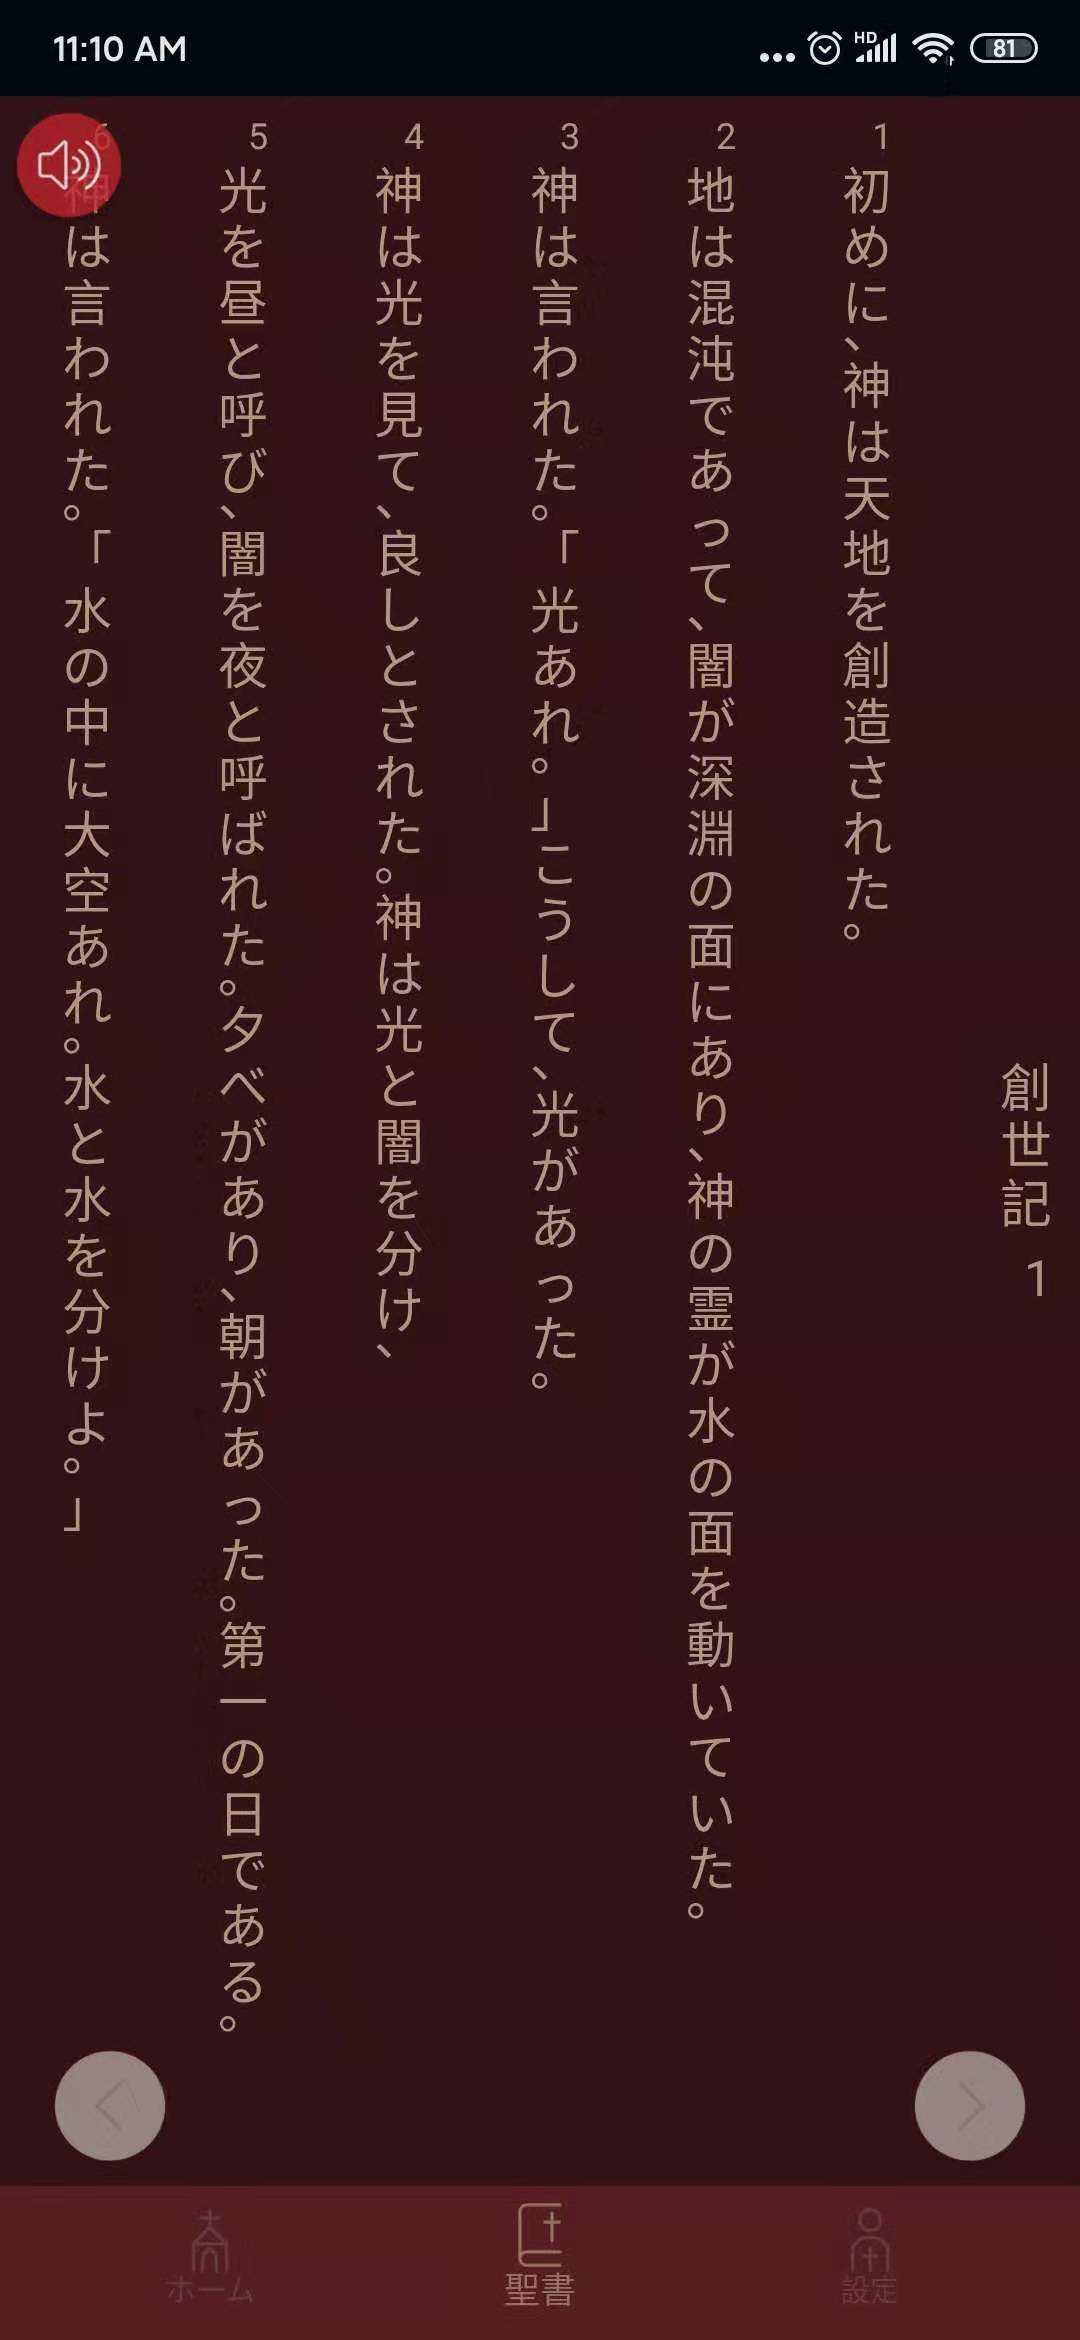 11:10 AM
HD
81
創世記 1
1
初めに、神は天地を創造された。
2
地は混沌であって、闇が深淵の面にあり、神の霊が水の面を動いていた。
3
神は言われた。「光あれ。」こうして、光があった。
4
神は光を見て、良しとされた。神は光と闇を分け、
5
光を昼と呼び、闇を夜と呼ばれた。夕べがあり、朝があった。第一の日である。
6
神は言われた。「水の中に大空あれ。水と水を分けよ。」
ホーム
聖書
設定